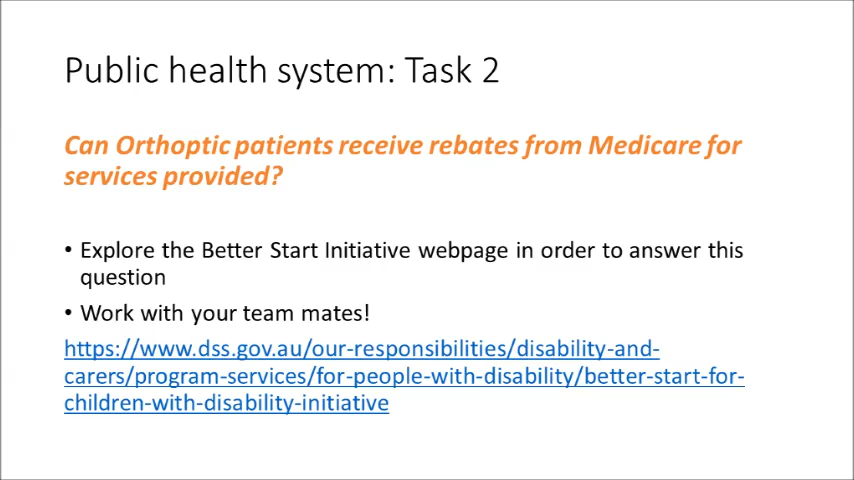 Public health system: Task 2
Can Orthoptic patients receive rebates from Medicare for
services provided?
• Explore the Better Start Initiative webpage in order to answer this
question
• Work with your team mates!
https://www.dss.gov.au/our-responsibilities/disability-and-
carers/program-services/for-people-with-disability/better-start-for-
children-with-disability-initiative